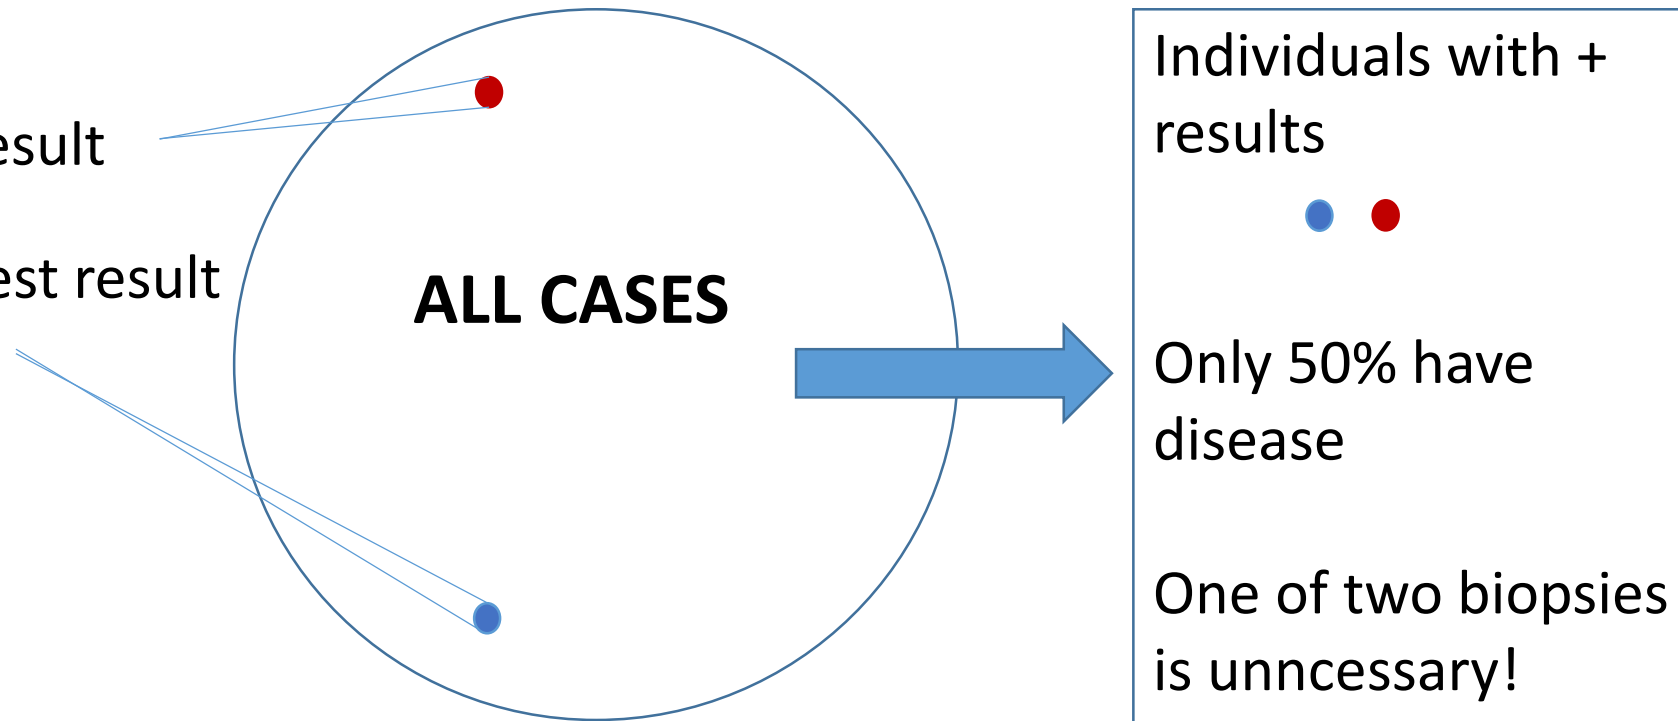 esult
est result
ALL CASES
Individuals with +
results
Only 50% have
disease
One of two biopsies
is unncessary!